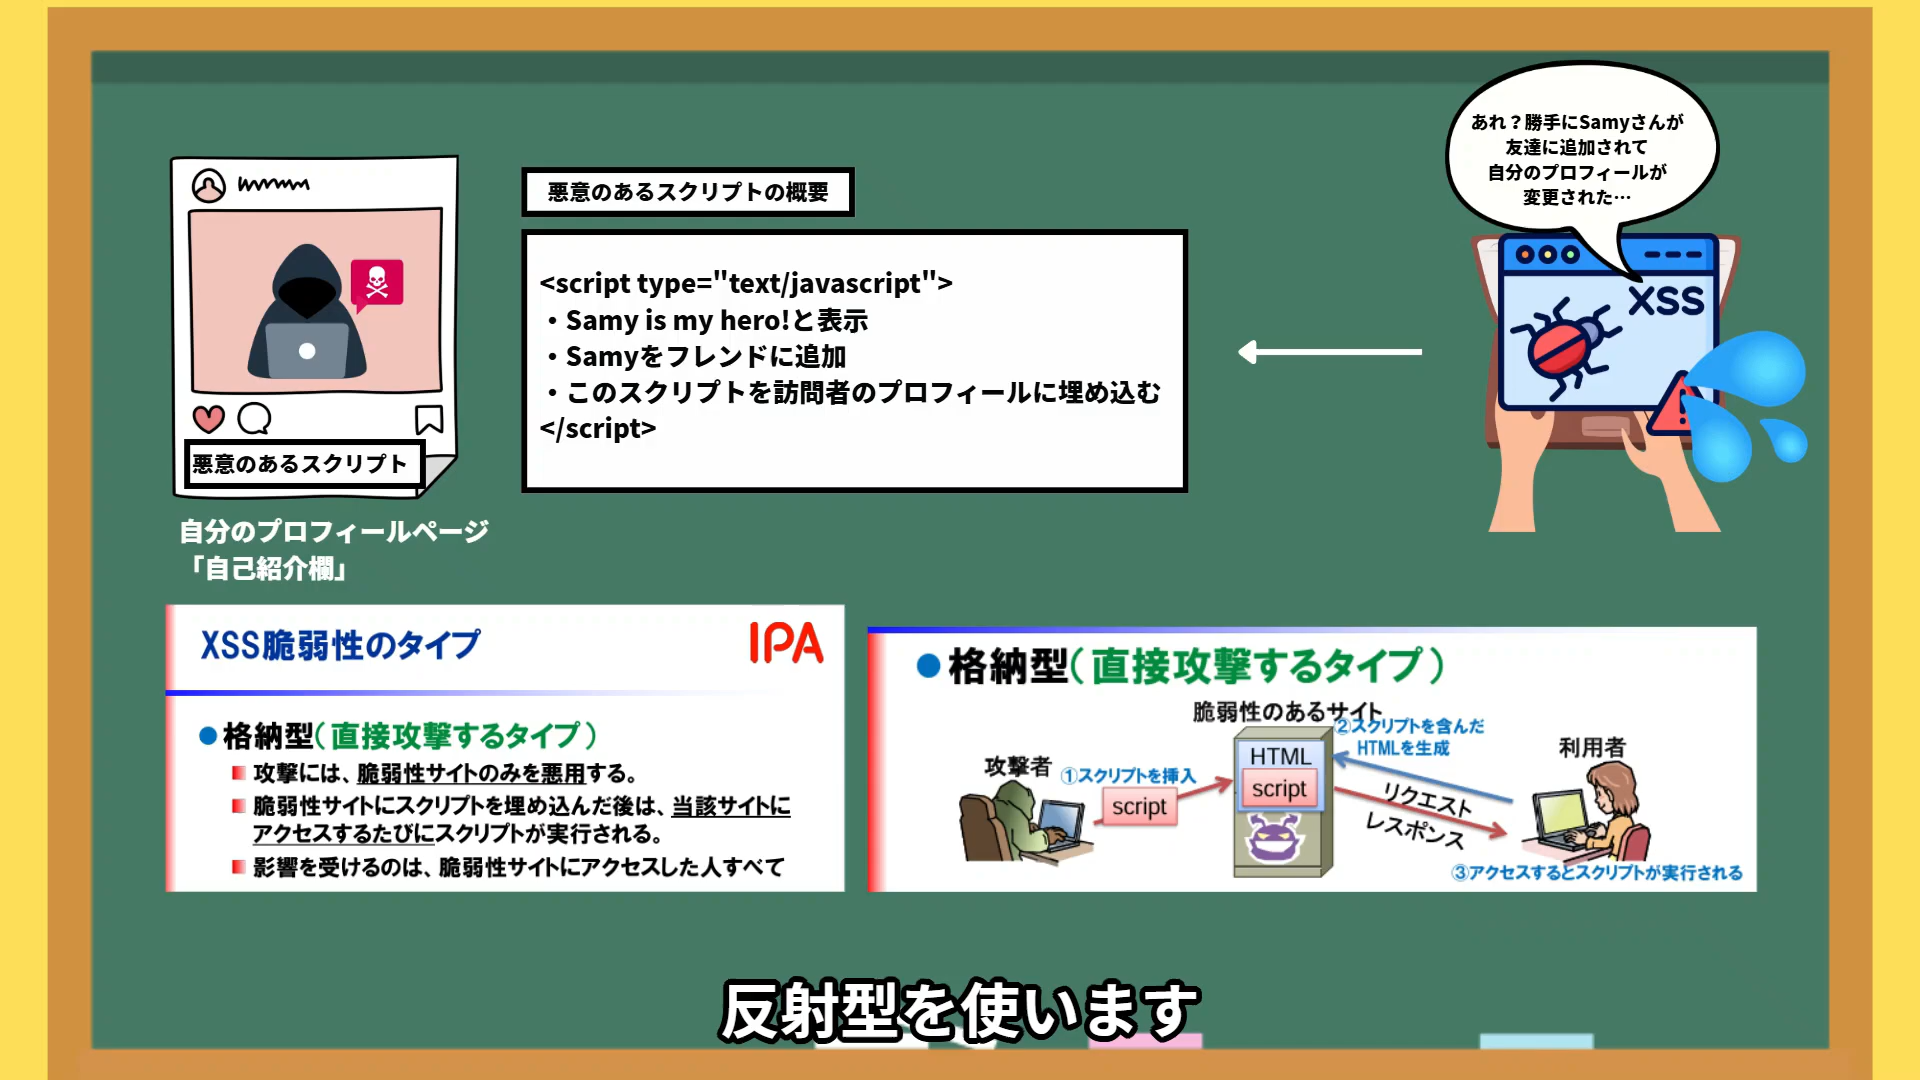 あれ？勝手にSamyさんが
友達に追加されて
自分のプロフィールが
変更された…
悪意のあるスクリプトの概要
<script type="text/javascript">
・Samy is my hero!と表示
・Samyをフレンドに追加
・このスクリプトを訪問者のプロフィールに埋め込む
</script>
XSS
悪意のあるスクリプト
自分のプロフィールページ
「自己紹介欄」
XSS脆弱性のタイプ
IPA
●格納型（直接攻撃するタイプ）
攻撃には、脆弱性サイトのみを悪用する。
脆弱性サイトにスクリプトを埋め込んだ後は、当該サイトに
アクセスするたびにスクリプトが実行される。
影響を受けるのは、脆弱性サイトにアクセスした人すべて
●格納型（直接攻撃するタイプ）
脆弱性のあるサイト
②スクリプトを含んだ
HTMLを生成
利用者
攻撃者
①スクリプトを挿入
HTML
script
script
リクエスト
レスポンス
③アクセスするとスクリプトが実行される
反射型を使います